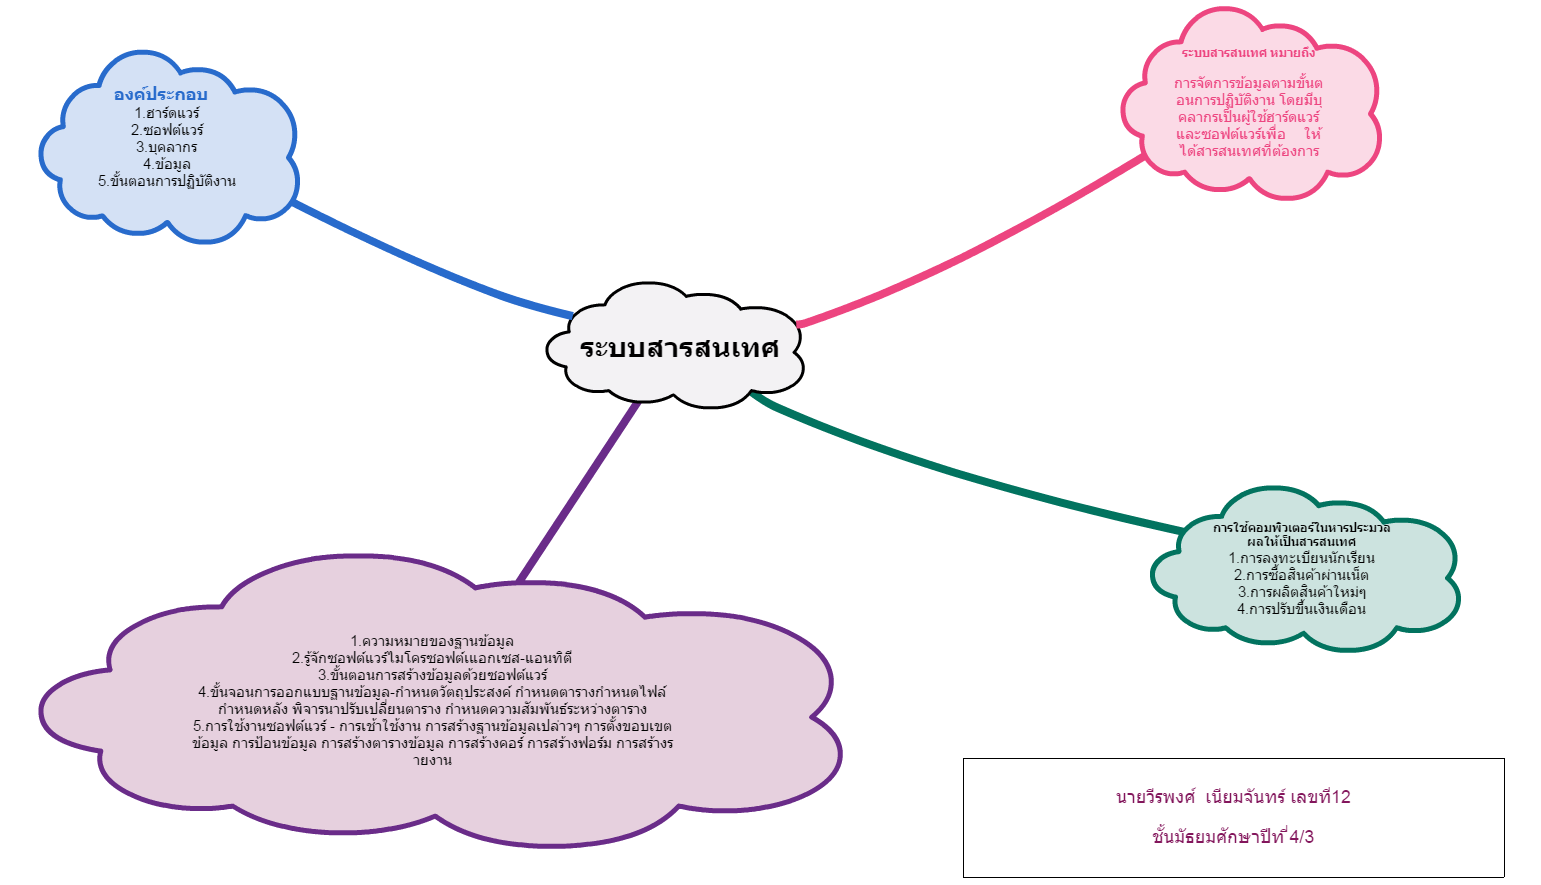 องค์ประกอบ
1.ฮาร์ดแวร์
2.ซอฟต์แวร์
3.บุคลากร
4.ข้อมูล
5.ขั้นตอนการปฏิบัติงาน
ระบบสารสนเทศ หมายถึง
การจัดการข้อมูลตามขั้นต
อนการปฏิบัติงาน โดยมีบุ
คลากรเป็นผู้ใช้ฮาร์ดแวร์
และซอฟต์แวร์เพื่อ ให้
ได้สารสนเทศที่ต้องการ
ระบบสารสนเทศ
การใช้คอมพิวเตอร์ในหารประมวล
ผลให้เป็นสารสนเทศ
1.การลงทะเบียนนักเรียน
2.การซื้อสินค้าผ่านเน็ต
3.การผลิตสินค้าใหม่ๆ
4.การปรับขึ้นเงินเดือน
1.ความหมายของฐานข้อมูล
2.รู้จักซอฟต์แวร์ไมโครซอฟต์แอกเซส-แอนทิตี
3.ขั้นตอนการสร้างข้อมูลด้วยซอฟต์แวร์
4.ขั้นจอนการออกแบบฐานข้อมูล-กำหนดวัตถุประสงค์ กำหนดตารางกำหนดไฟล์
กำหนดหลัง พิจารนาปรับเปลี่ยนตาราง กำหนดความสัมพันธ์ระหว่างตาราง
5.การใช้งานซอฟต์แวร์ - การเช้าใช้งาน การสร้างฐานข้อมูลเปล่าวๆ การตั้งขอบเขต
ข้อมูล การป้อนข้อมูล การสร้างตารางข้อมูล การสร้างคอร์ การสร้างฟอร์ม การสร้างร
ายงาน
นายวีรพงศ์ เนียมจันทร์ เลขที่12
ชั้นมัธยมศักษาปีที่ 4/3